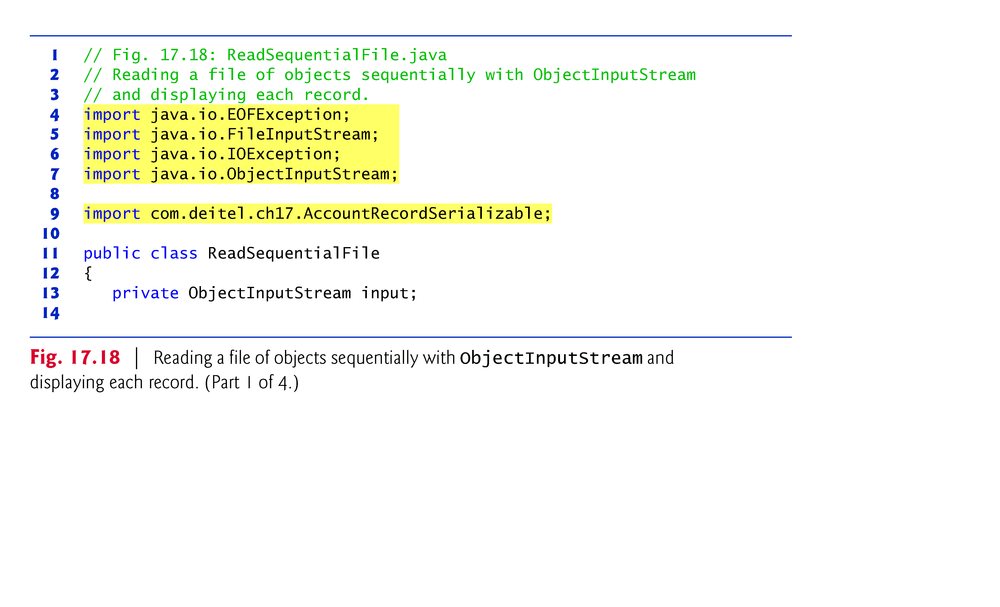 1 // Fig. 17.18: ReadSequentialFile.java
2 // Reading a file of objects sequentially with ObjectInputStream
3 // and displaying each record.
4 import java.io.EOFException;
5 import java.io.FileInputStream;
6 import java.io.IOException;
7 import java.io.ObjectInputStream;
8
9 import com.deitel.ch17.AccountRecordSerializable;
10
11 public class ReadSequentialFile
12 {
13    private ObjectInputStream input;
14
Fig. 17.18 | Reading a file of objects sequentially with ObjectInputStream and
displaying each record. (Part 1 of 4.)